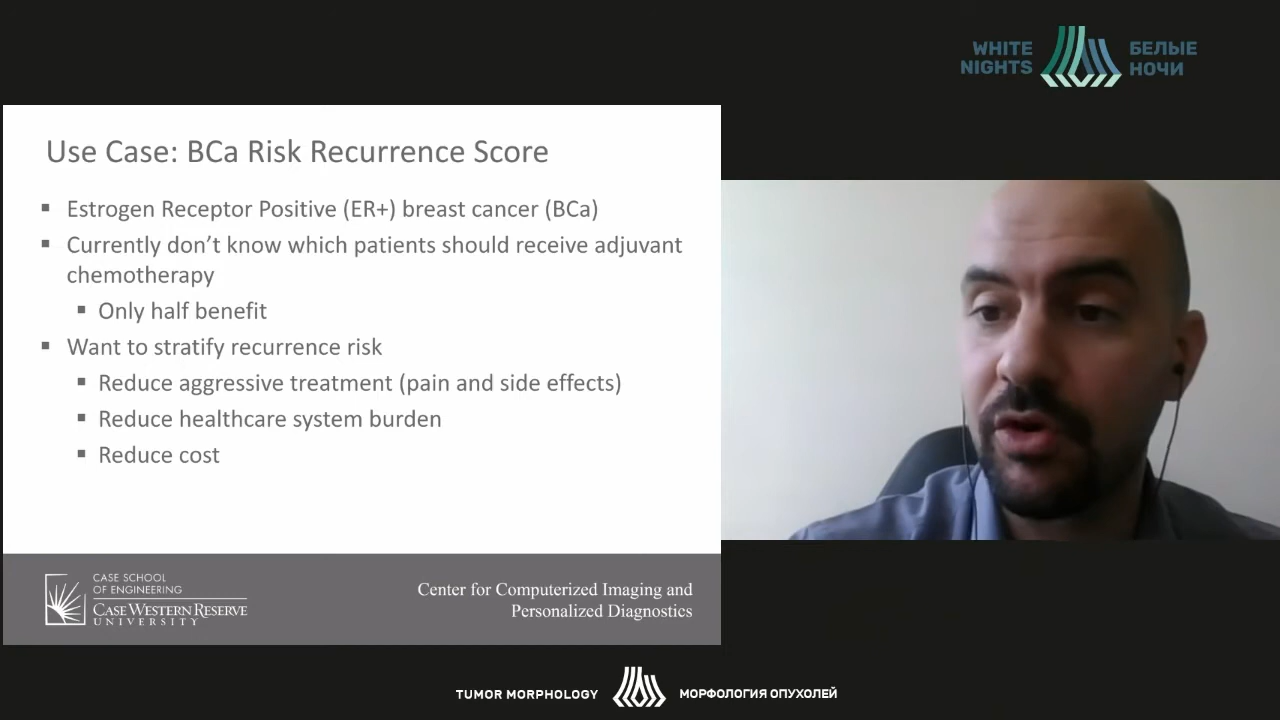 WHITE
NIGHTS
БЕЛЫЕ
НОЧИ
Use Case: BCa Risk Recurrence Score
▪ Estrogen Receptor Positive (ER+) breast cancer (BCa)
▪ Currently don’t know which patients should receive adjuvant
chemotherapy
▪ Only half benefit
▪ Want to stratify recurrence risk
▪ Reduce aggressive treatment (pain and side effects)
▪ Reduce healthcare system burden
▪ Reduce cost
CASE SCHOOL
OF ENGINEERING
CASE WESTERN RESERVE
UNIVERSITY
Center for Computerized Imaging and
Personalized Diagnostics
TUMOR MORPHOLOGY
МОРФОЛОГИЯ ОПУХОЛЕЙ